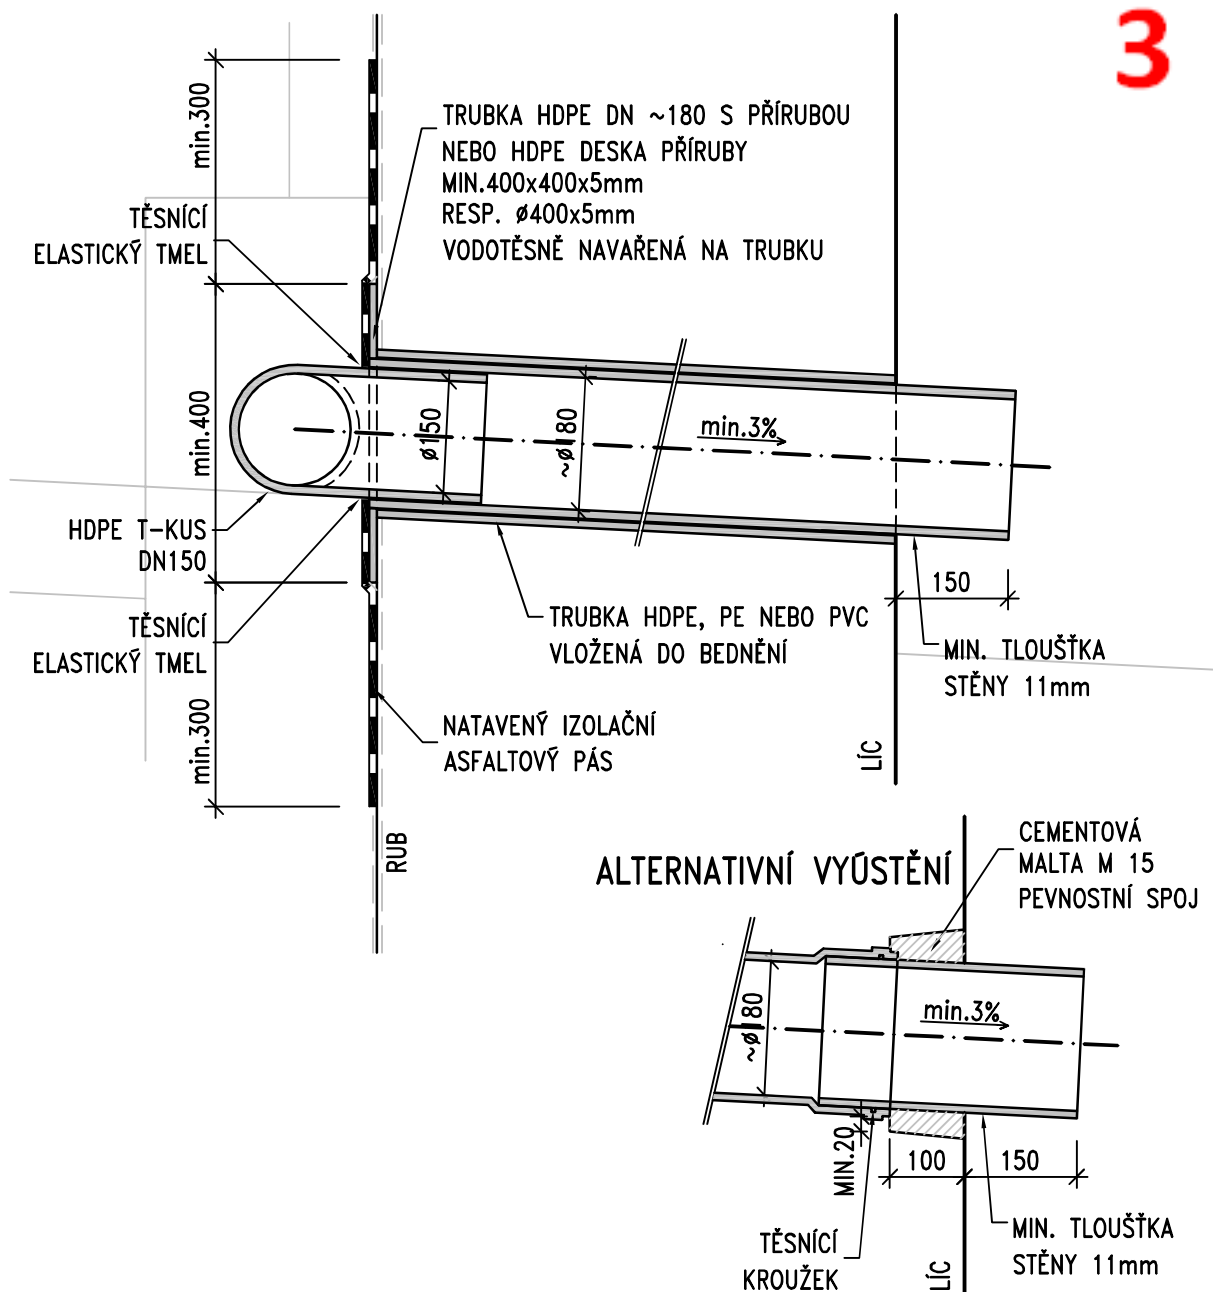 3
min.300
TRUBKA HDPE DN ~180 S PŘÍRUBOU
NEBO HDPE DESKA PŘÍRUBY
MIN.400x400x5mm
RESP. ø400x5mm
VODOTĚSNĚ NAVAŘENÁ NA TRUBKU
TĚSNÍCÍ
ELASTICKÝ TMEL
min.400
ø150
~ø180
min.3%
HDPE T-KUS
DN150
TĚSNÍCÍ
ELASTICKÝ TMEL
TRUBKA HDPE, PE NEBO PVC
VLOŽENÁ DO BEDNĚNÍ
150
MIN. TLOUŠŤKA
STĚNY 11mm
min.300
NATAVENÝ IZOLAČNÍ
ASFALTOVÝ PÁS
LÍC
RUB
ALTERNATIVNÍ VYÚSTĚNÍ
CEMENTOVÁ
MALTA M 15
PEVNOSTNÍ SPOJ
~ø180
min.3%
MIN.20
100
150
TĚSNÍCÍ
KROUŽEK
LÍC
MIN. TLOUŠŤKA
STĚNY 11mm